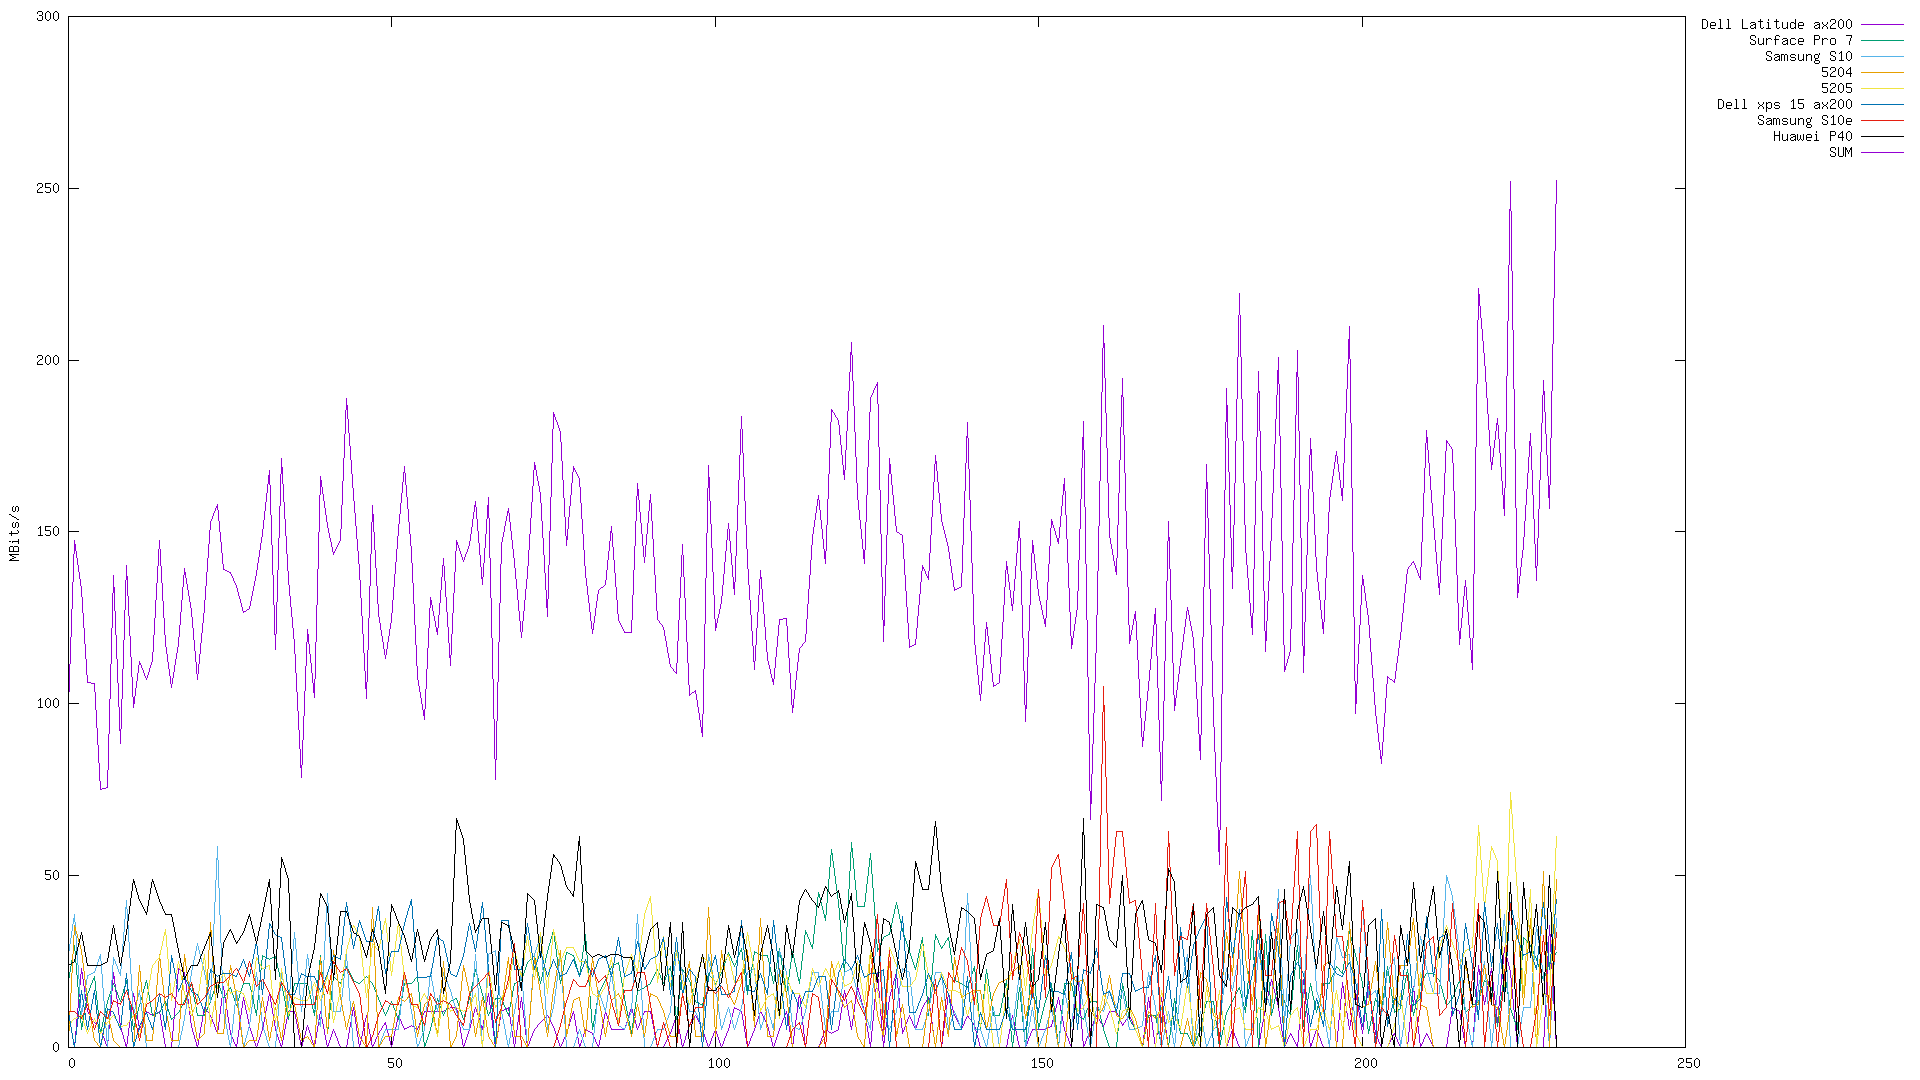 300
250
200
150
100
50
0
MBits/s
0 50 100 150 200 250
Dell Latitude ax200
Surface Pro 7
Samsung S10
5204
5205
Dell xps 15 ax200
Samsung S10e
Huawei P40
SUM